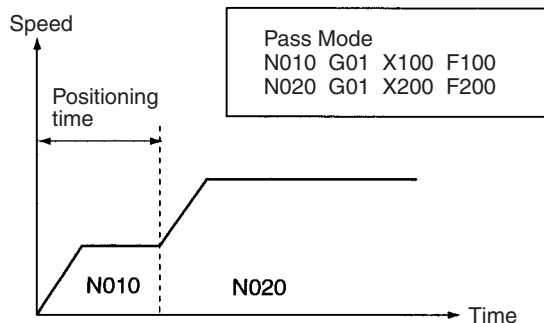 Speed
Pass Mode
N010 G01 X100 F100
N020 G01 X200 F200
Positioning
time
N010
N020
Time